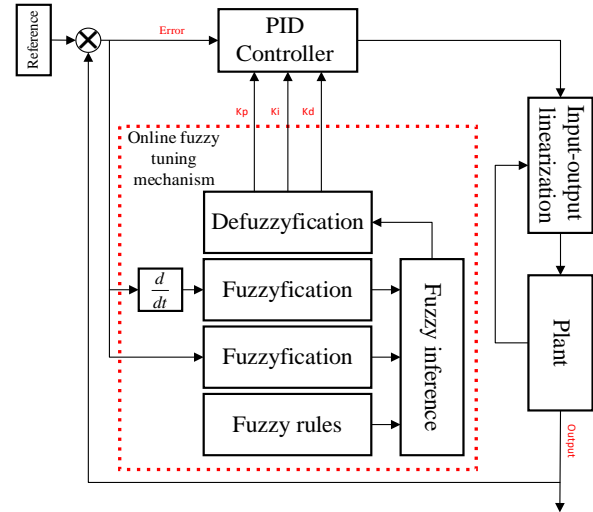 Reference
Error
PID
Controller
Kp
Ki
Kd
Online fuzzy
tuning
mechanism
Input-output
linearization
Defuzzyfication
d
dt
Fuzzyfication
Fuzzyfication
Fuzzy rules
Fuzzy inference
Plant
Output